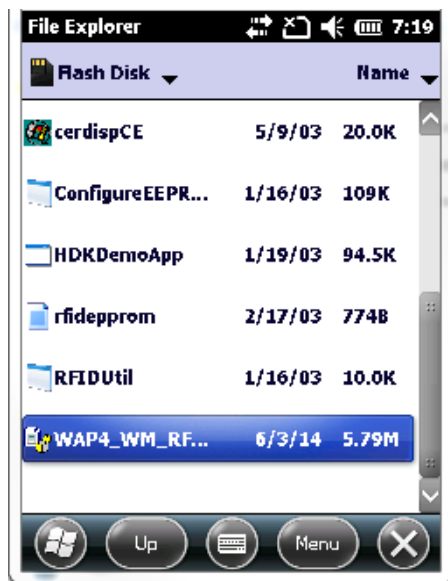 File Explorer 7:19
Flash Disk Name
cerdispCE 5/9/03 20.0K
ConfigureEEPR... 1/16/03 109K
HDKDemoApp 1/19/03 94.5K
rfidepprom 2/17/03 774B
RFIDUtil 1/16/03 10.0K
WAP4_WM_RF... 6/3/14 5.79M
Up Menu